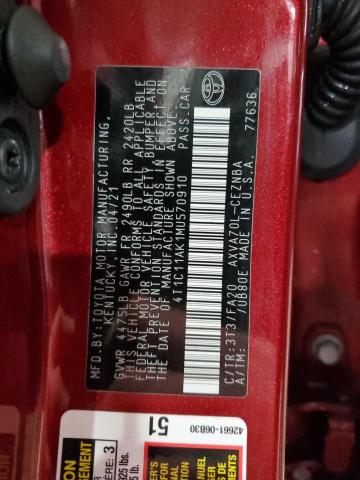 MFD. BY: TOYOTA MOTOR MANUFACTURING,
KENTUCKY, INC. 04/21
GVWR 4475LB GAWR FR 2490LB RR 2420LB
THIS VEHICLE CONFORMS TO ALL APPLICABLE
FEDERAL MOTOR VEHICLE SAFETY, BUMPER, AND
THEFT PREVENTION STANDARDS IN EFFECT ON
THE DATE OF MANUFACTURE SHOWN ABOVE.
4T1C11AK1MU570910 PASS.CAR
C/TR:3T3/FA20 AXVA70L-CEZNBA
A/TM: /UB80E MADE IN U.S.A. 77636
42661-06B30
51